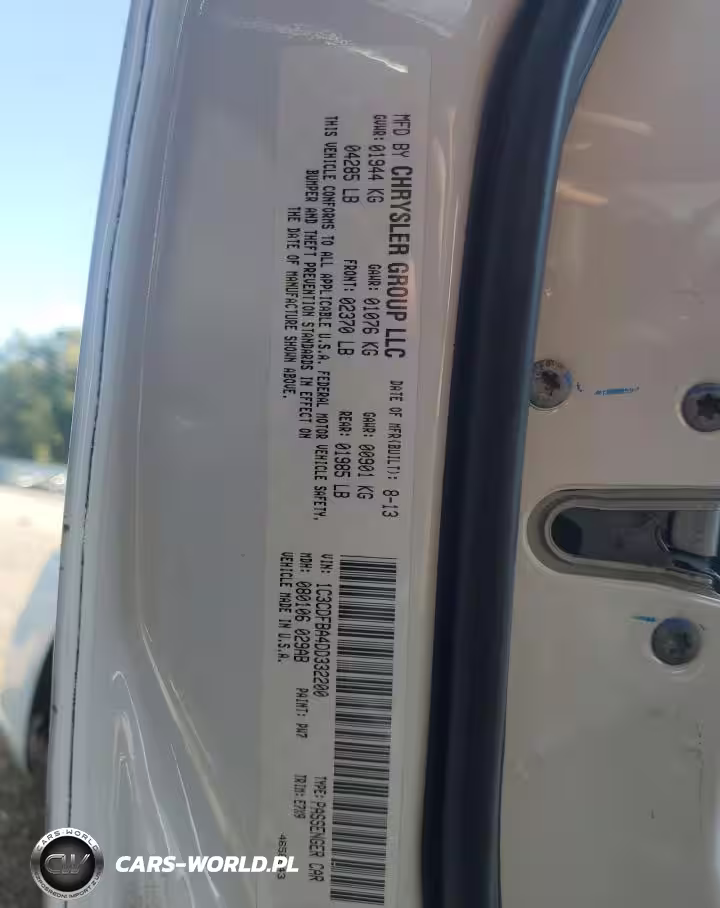 MFD BY CHRYSLER GROUP LLC DATE OF MFR(BUILT): 8-13
GVWR: 01944 KG GAWR: 01076 KG GAWR: 00901 KG
04285 LB FRONT: 02370 LB REAR: 01985 LB
THIS VEHICLE CONFORMS TO ALL APPLICABLE U.S.A. FEDERAL MOTOR VEHICLE SAFETY,
BUMPER AND THEFT PREVENTION STANDARDS IN EFFECT ON
THE DATE OF MANUFACTURE SHOWN ABOVE.
VIN: 1C3CDFBA4DD332200 TYPE: PASSENGER CAR
MDH: 080106 029AB PAINT: PW7 TRIM: E7X9
VEHICLE MADE IN U.S.A.
CARS-WORLD.PL
CW